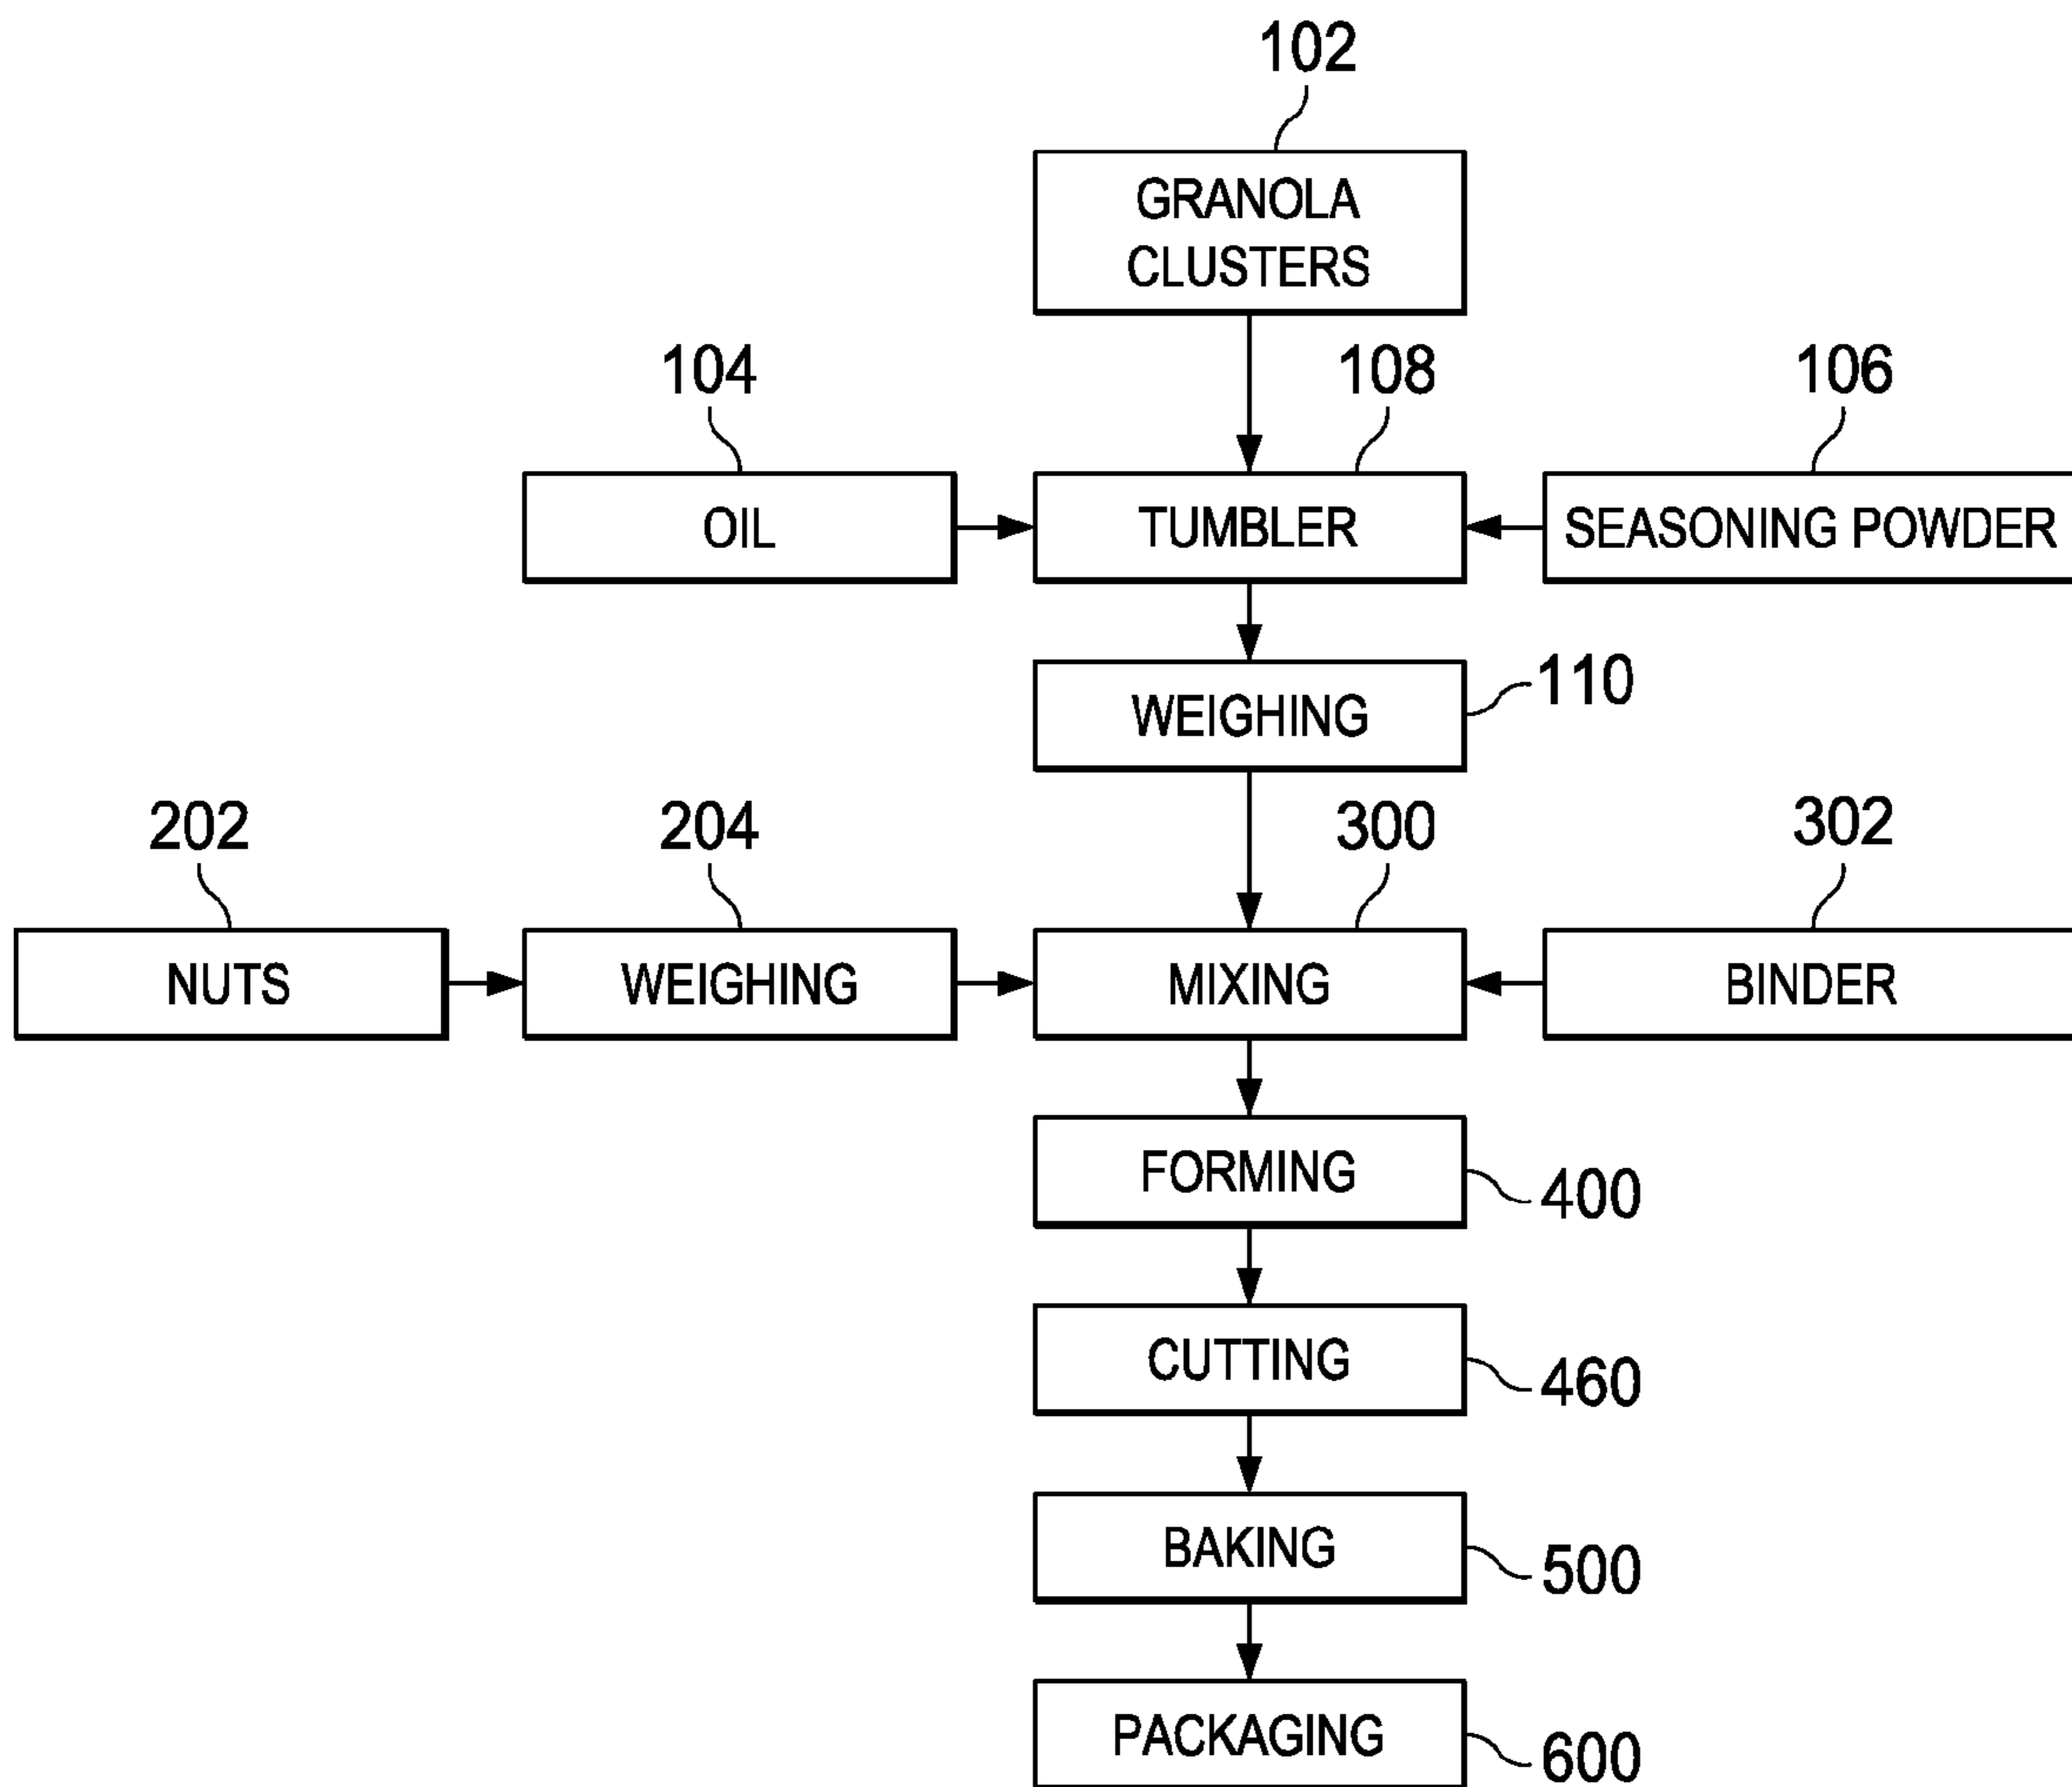 102
GRANOLA
CLUSTERS
104
108
106
OIL
TUMBLER
SEASONING POWDER
WEIGHING
110
202
204
300
302
NUTS
WEIGHING
MIXING
BINDER
FORMING
400
CUTTING
460
BAKING
500
PACKAGING
600